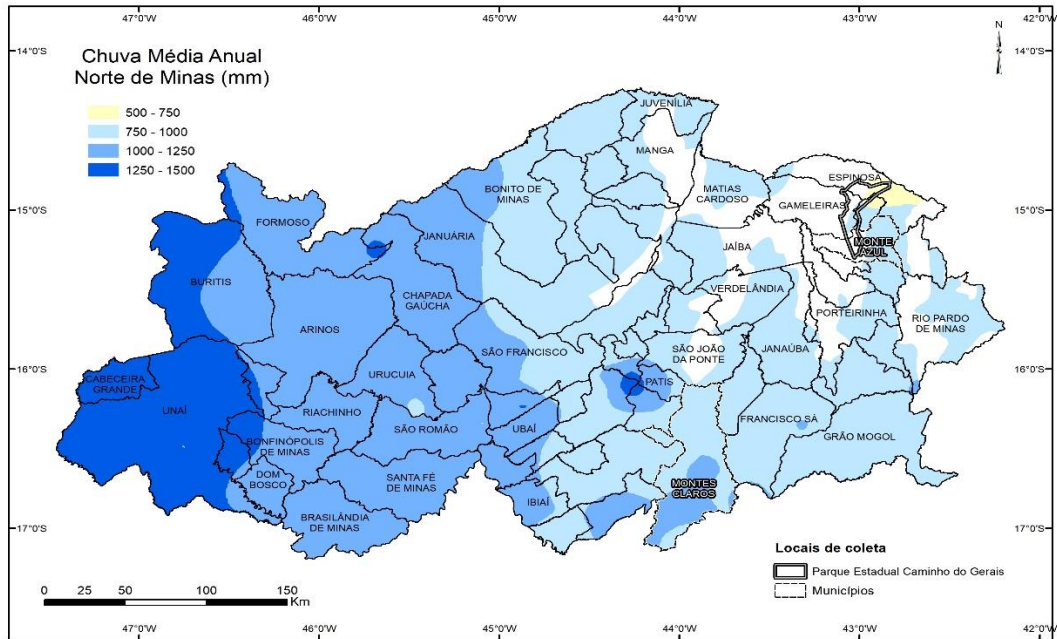 47°0'W 46°0'W 45°0'W 44°0'W 43°0'W 42°0'W
14°0'S
14°0'S
N
Chuva Média Anual
Norte de Minas (mm)
500 - 750
750 - 1000
1000 - 1250
1250 - 1500
JUVENÍLIA
MANGA
ESPINOSA
BONITO DE
MINAS
MATIAS
CARDOSO
GAMELEIRAS
15°0'S
15°0'S
FORMOSO
JANUÁRIA
MONTE
AZUL
JAÍBA
BURITIS
CHAPADA
GAÚCHA
VERDELÂNDIA
PORTEIRINHA
RIO PARDO
DE MINAS
ARINOS
SÃO FRANCISCO
SÃO JOÃO
DA PONTE
JANAÚBA
16°0'S
16°0'S
CABECEIRA
GRANDE
URUCUIA
PATIS
UNAÍ
RIACHINHO
SÃO ROMÃO
UBAÍ
FRANCISCO SÁ
GRÃO MOGOL
BONFINÓPOLIS
DE MINAS
DOM
BOSCO
SANTA FÉ
DE MINAS
MONTES
CLAROS
IBIAÍ
BRASILÂNDIA
DE MINAS
17°0'S
17°0'S
Locais de coleta
Parque Estadual Caminho do Gerais
Municípios
0 25 50 100 150
Km
47°0'W 46°0'W 45°0'W 44°0'W 43°0'W 42°0'W